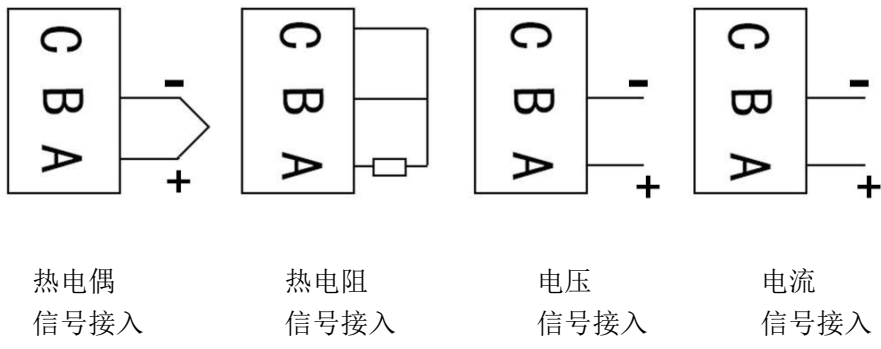 C C C C
B B B B
A A A A
- - -
+ + +
热电偶 热电阻 电压 电流
信号接入 信号接入 信号接入 信号接入